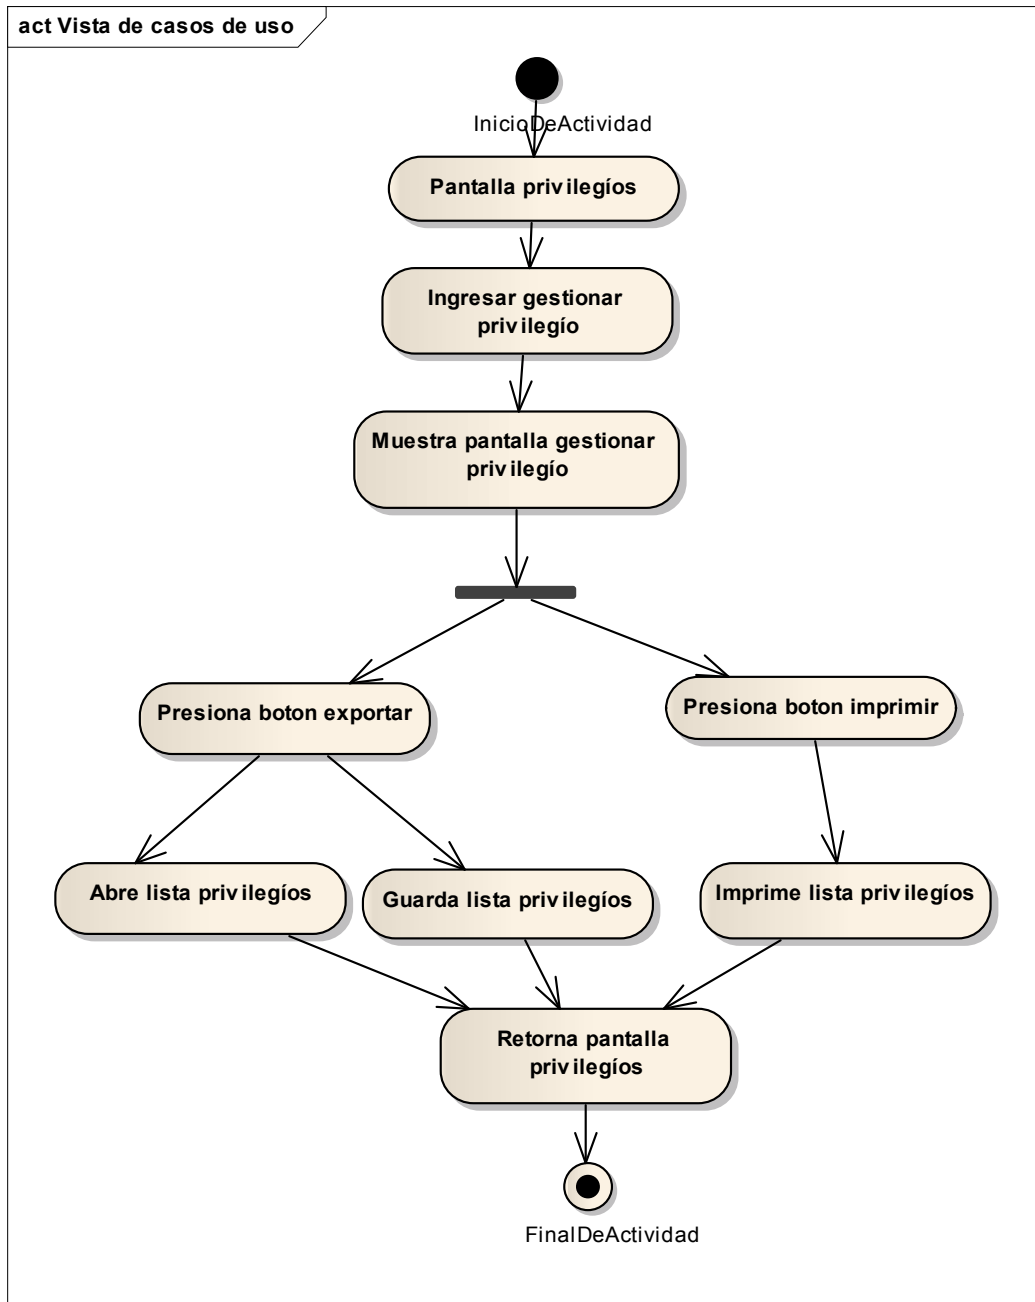 act Vista de casos de uso
InicioDeActividad
Pantalla privilegíos
Ingresar gestionar
privilegío
Muestra pantalla gestionar
privilegío
Presiona boton exportar
Presiona boton imprimir
Abre lista privilegíos
Guarda lista privilegíos
Imprime lista privilegíos
Retorna pantalla
privilegíos
FinalDeActividad